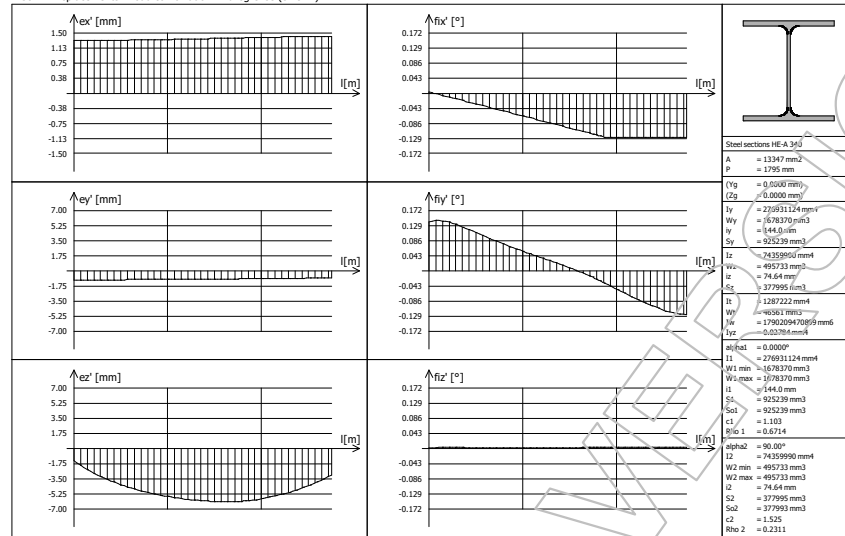 ex' [mm]
1.50
1.13
0.75
0.38
-0.38
-0.75
-1.13
-1.50
l[m]
fix' [°]
0.172
0.129
0.086
0.043
-0.043
-0.086
-0.129
-0.172
l[m]
ey' [mm]
7.00
5.25
3.50
1.75
-1.75
-3.50
-5.25
-7.00
l[m]
fiy' [°]
0.172
0.129
0.086
0.043
-0.043
-0.086
-0.129
-0.172
l[m]
ez' [mm]
7.00
5.25
3.50
1.75
-1.75
-3.50
-5.25
-7.00
l[m]
fiz' [°]
0.172
0.129
0.086
0.043
-0.043
-0.086
-0.129
-0.172
l[m]
Steel sections HE-A 340
A = 13347 mm2
P = 1795 mm
(Yg = 0.0000 mm)
(Zg = 0.0000 mm)
Iy = 276931124 mm4
Wy = 1678370 mm3
iy = 144.0 mm
Sy = 925239 mm3
Iz = 74359990 mm4
Wz = 495733 mm3
iz = 74.64 mm
Sz = 377995 mm3
It = 1287222 mm4
Wt = 46561 mm3
Iw = 1790209470899 mm6
Iyz
alpha1 = 0.0000°
I1 = 276931124 mm4
W1 min = 1678370 mm3
W1 max = 1678370 mm3
i1 = 144.0 mm
S1 = 925239 mm3
So1 = 925239 mm3
c1 = 1.103
Rho 1 = 0.6714
alpha2 = 90.00°
I2 = 74359990 mm4
W2 min = 495733 mm3
W2 max = 495733 mm3
i2 = 74.64 mm
S2 = 377995 mm3
So2 = 377993 mm3
c2 = 1.525
Rho 2 = 0.2311
VERSI